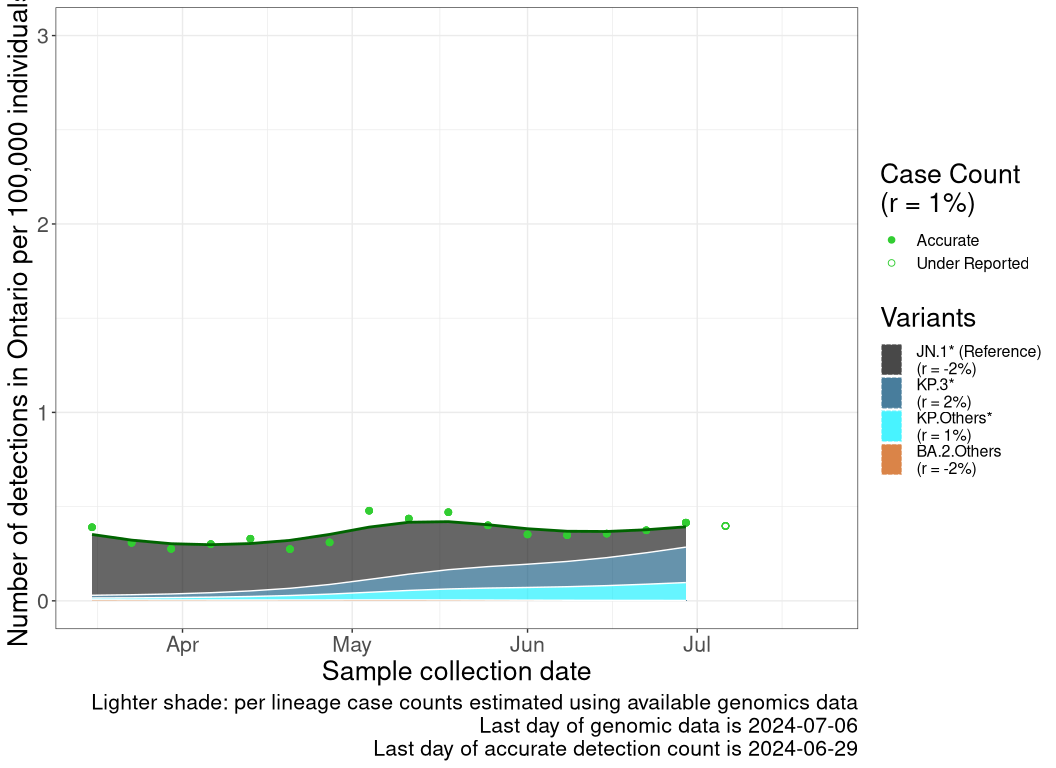 Number of detections in Ontario per 100,000 individuals
3
2
1
0
Apr
May
Jun
Jul
Sample collection date
Lighter shade: per lineage case counts estimated using available genomics data
Last day of genomic data is 2024-07-06
Last day of accurate detection count is 2024-06-29
Case Count
(r = 1%)
Accurate
Under Reported
Variants
JN.1* (Reference)
(r = -2%)
KP.3*
(r = 2%)
KP.Others*
(r = 1%)
BA.2.Others
(r = -2%)